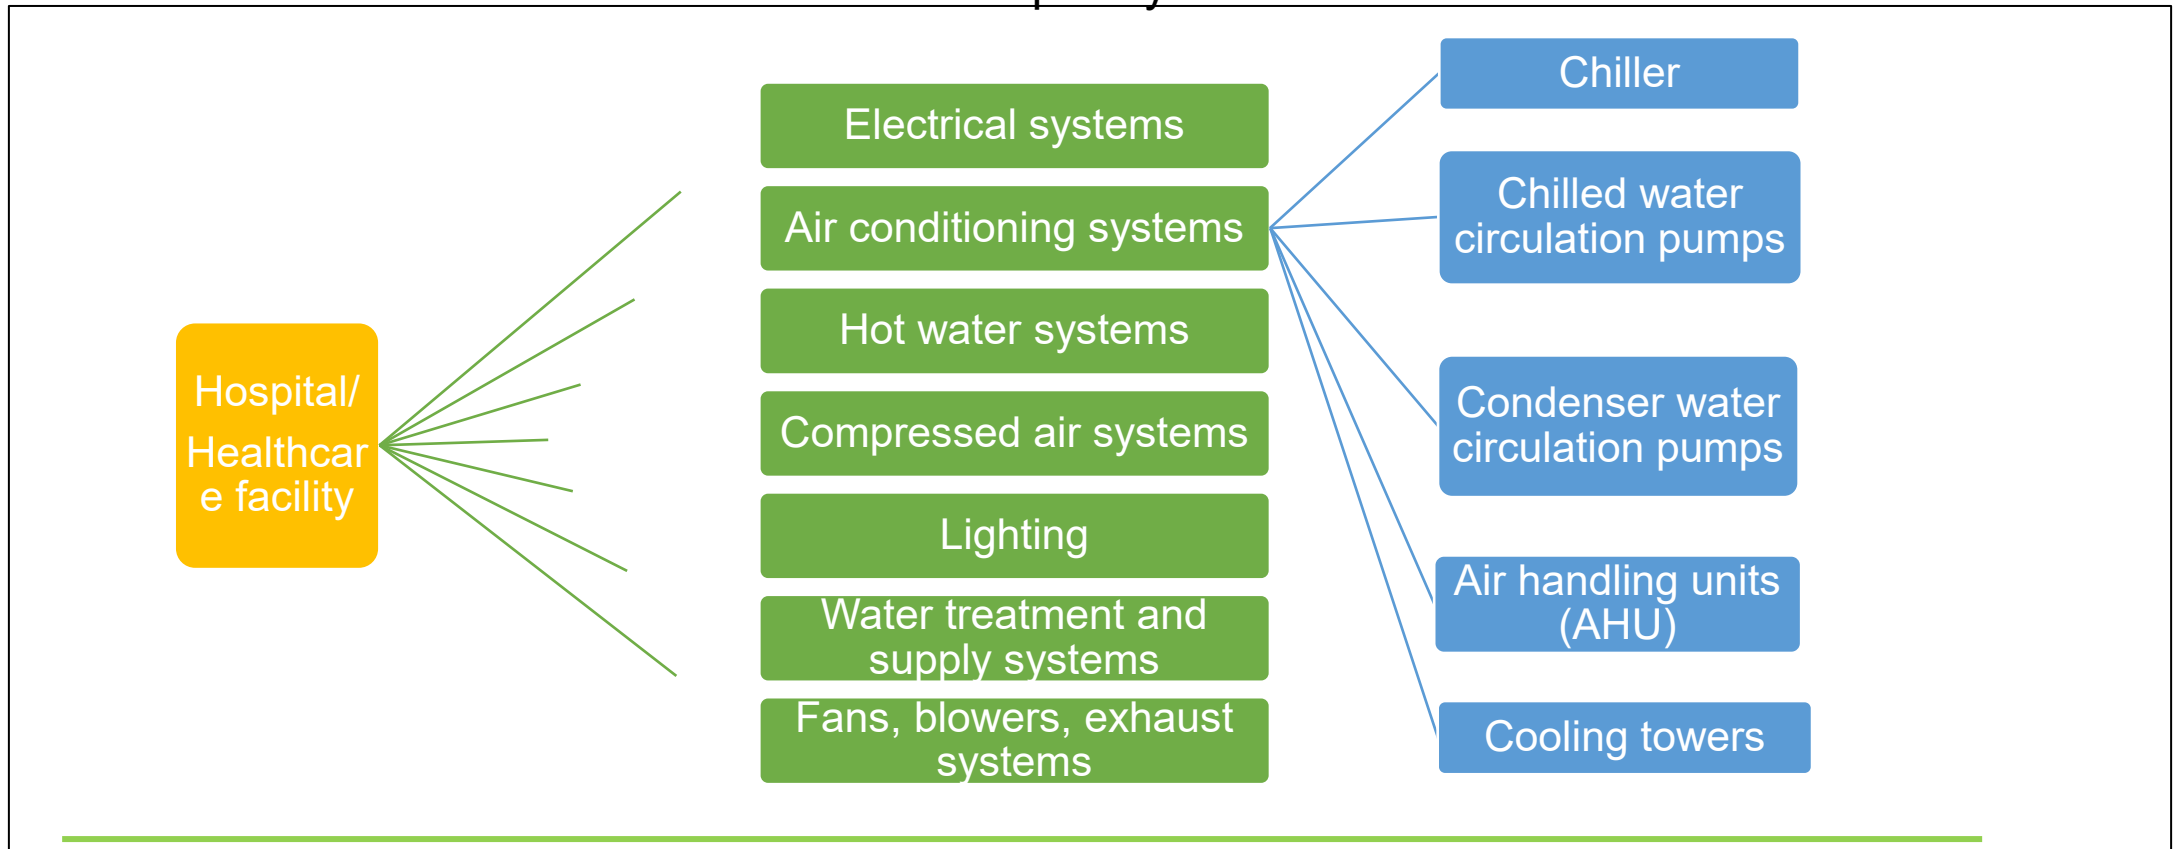 Hospital/
Healthcar
e facility
Electrical systems
Air conditioning systems
Hot water systems
Compressed air systems
Lighting
Water treatment and
supply systems
Fans, blowers, exhaust
systems
Chiller
Chilled water
circulation pumps
Condenser water
circulation pumps
Air handling units
(AHU)
Cooling towers